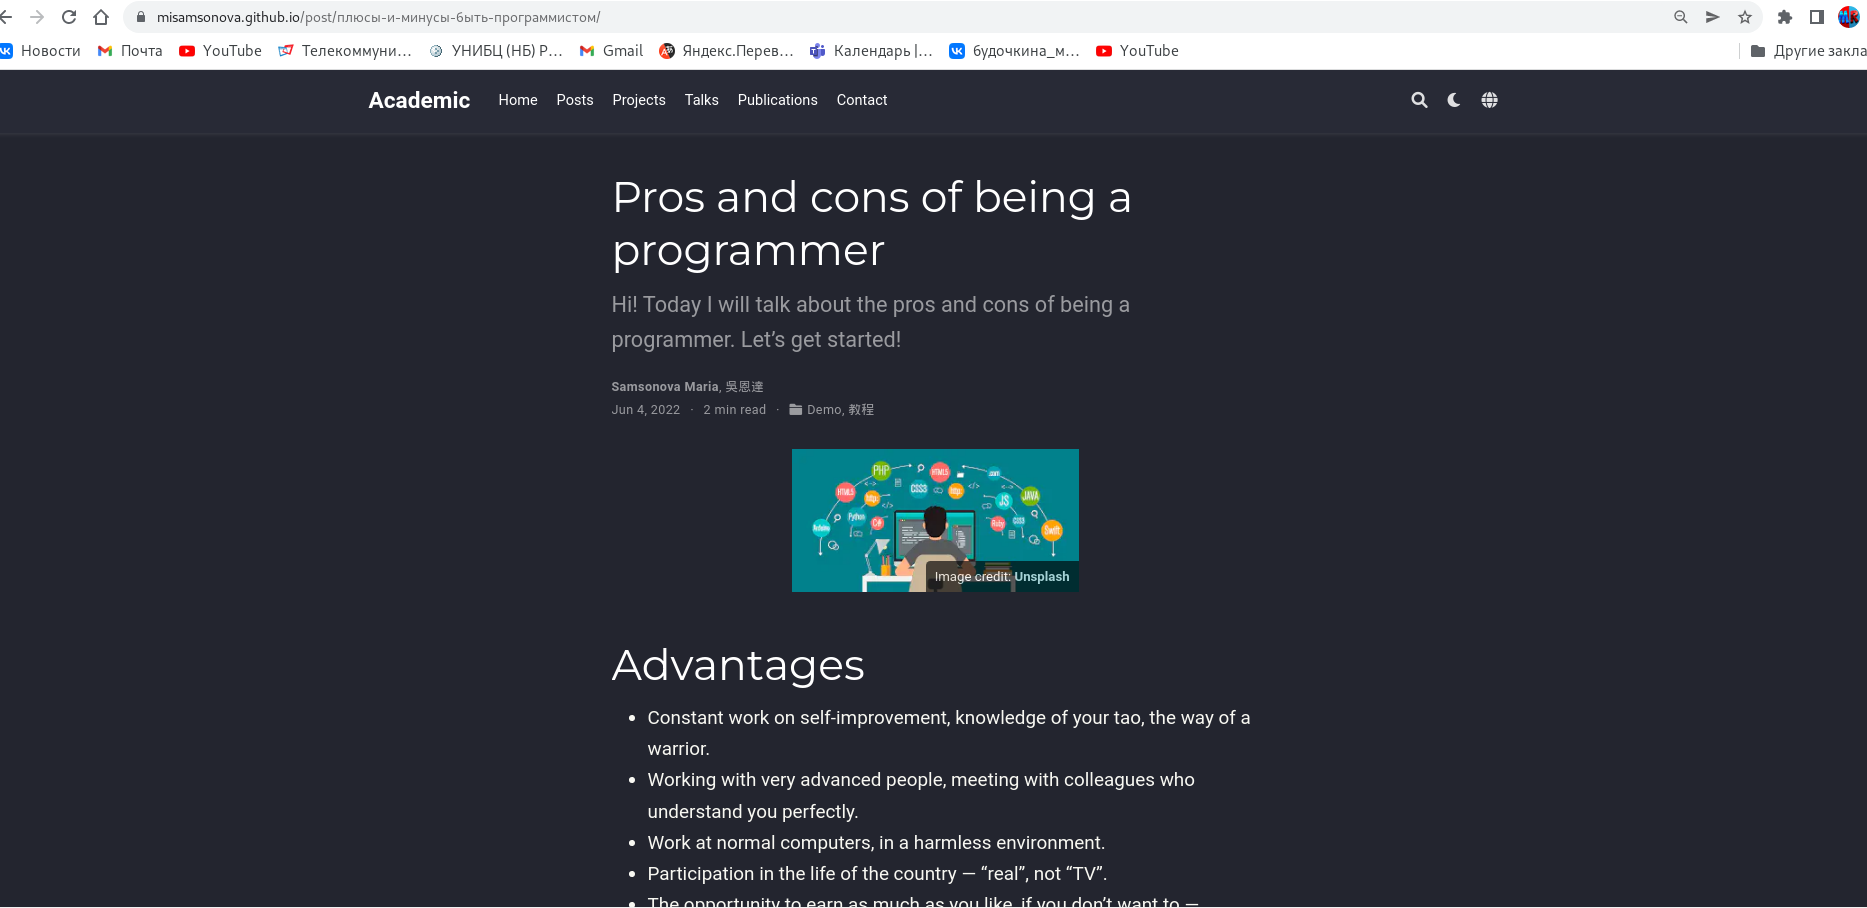 misamsonova.github.io/post/плюсы-и-минусы-быть-программистом/
Новости Почта YouTube Телекоммуни... УНИБЦ (НБ) Р... Gmail Яндекс.Перев... Календарь |... будочкина_м... YouTube Другие закла
Academic Home Posts Projects Talks Publications Contact
Pros and cons of being a
programmer
Hi! Today I will talk about the pros and cons of being a
programmer. Let’s get started!
Samsonova Maria, 吳恩達
Jun 4, 2022 · 2 min read · Demo, 教程
PHP
HTML5
.com
HTML5
http:
CSS3
http:
JS
JAVA
Arduino
Python
C#
Ruby
CSS3
Swift
Image credit: Unsplash
Advantages
• Constant work on self-improvement, knowledge of your tao, the way of a
warrior.
• Working with very advanced people, meeting with colleagues who
understand you perfectly.
• Work at normal computers, in a harmless environment.
• Participation in the life of the country — “real”, not “TV”.
• The opportunity to earn as much as you like, if you don’t want to —